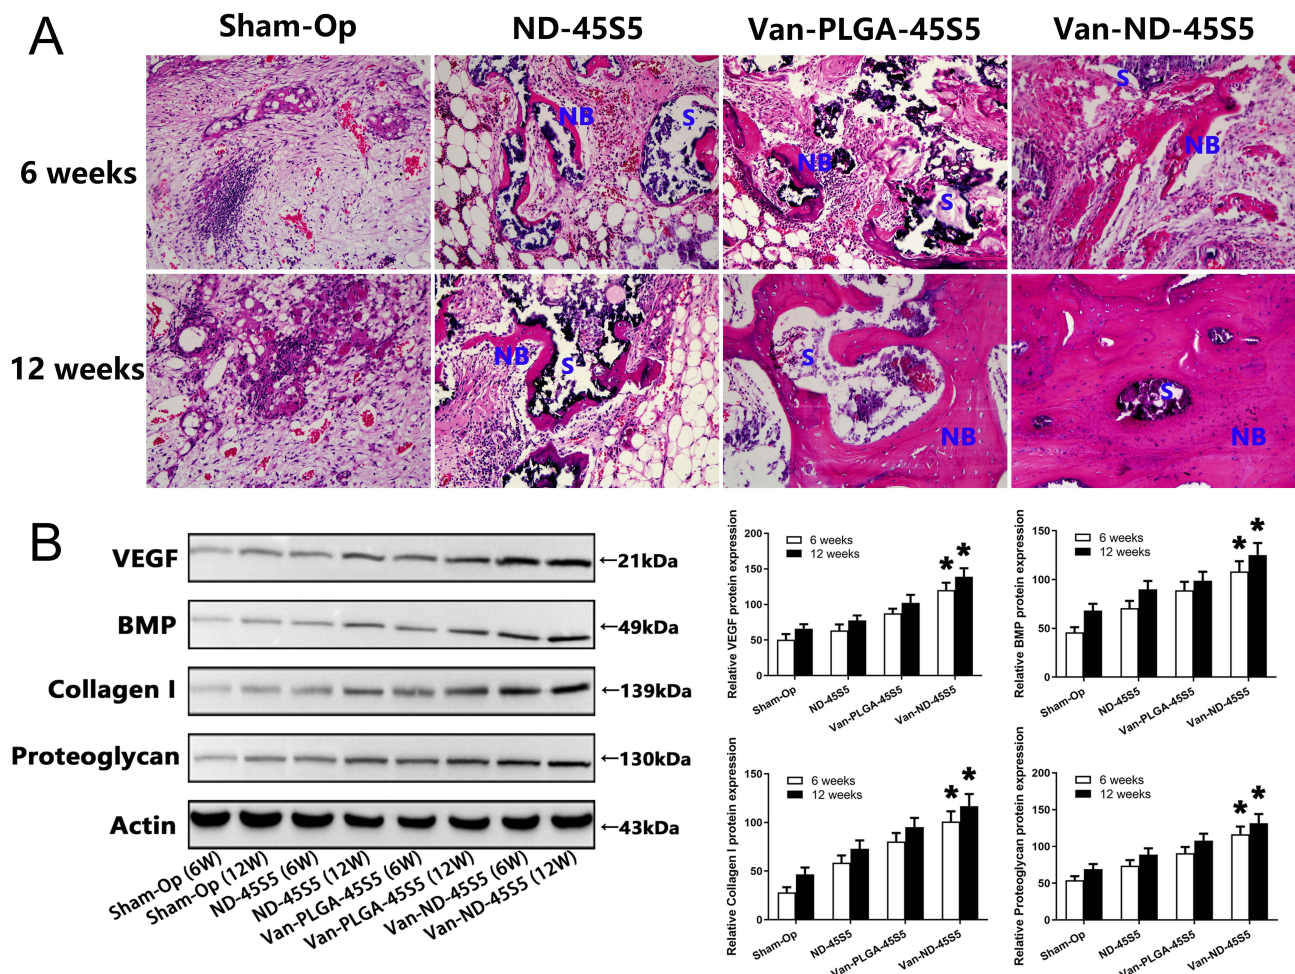 A
Sham-Op
ND-45S5
Van-PLGA-45S5
Van-ND-45S5
6 weeks
NB
S
NB
S
S
NB
12 weeks
NB
S
S
NB
S
NB
B
VEGF
←21kDa
BMP
←49kDa
Collagen I
←139kDa
Proteoglycan
←130kDa
Actin
←43kDa
Sham-Op (6W)
Sham-Op (12W)
ND-45S5 (6W)
ND-45S5 (12W)
Van-PLGA-45S5 (6W)
Van-PLGA-45S5 (12W)
Van-ND-45S5 (6W)
Van-ND-45S5 (12W)
Relative VEGF protein expression
200
150
100
50
0
6 weeks
12 weeks
* *
Sham-Op
ND-45S5
Van-PLGA-45S5
Van-ND-45S5
Relative BMP protein expression
150
100
50
0
6 weeks
12 weeks
* *
Sham-Op
ND-45S5
Van-PLGA-45S5
Van-ND-45S5
Relative Collagen I protein expression
150
100
50
0
6 weeks
12 weeks
* *
Sham-Op
ND-45S5
Van-PLGA-45S5
Van-ND-45S5
Relative Proteoglycan protein expression
200
150
100
50
0
6 weeks
12 weeks
* *
Sham-Op
ND-45S5
Van-PLGA-45S5
Van-ND-45S5